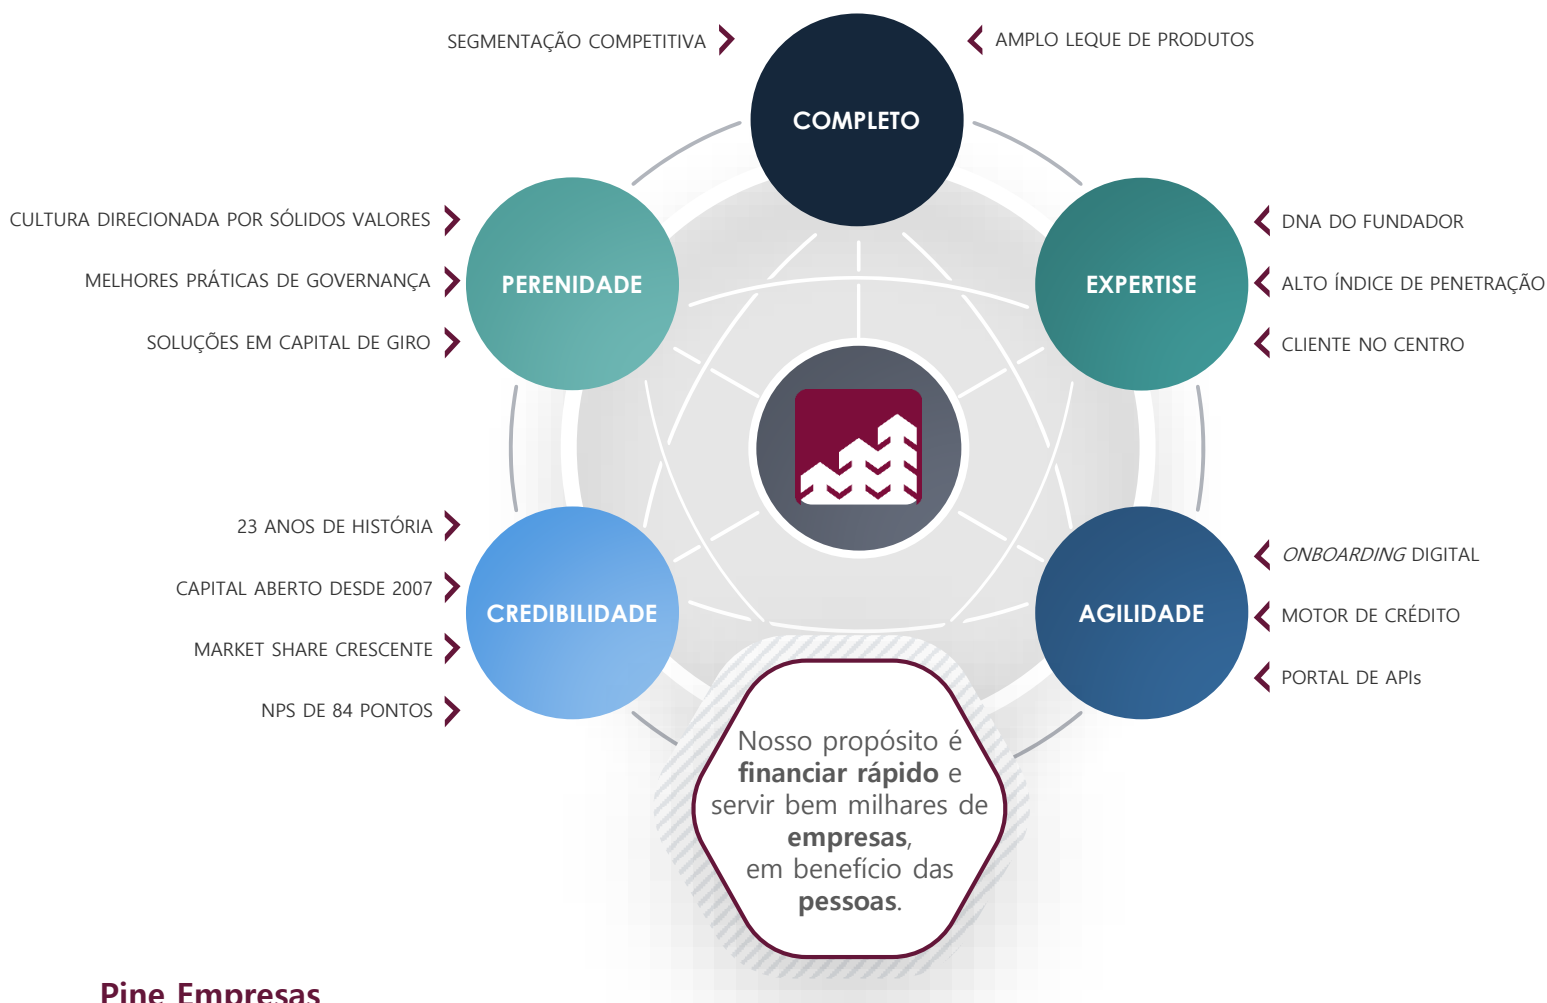 SEGMENTAÇÃO COMPETITIVA
AMPLO LEQUE DE PRODUTOS
COMPLETO
CULTURA DIRECIONADA POR SÓLIDOS VALORES
MELHORES PRÁTICAS DE GOVERNANÇA
SOLUÇÕES EM CAPITAL DE GIRO
PERENIDADE
EXPERTISE
DNA DO FUNDADOR
ALTO ÍNDICE DE PENETRAÇÃO
CLIENTE NO CENTRO
23 ANOS DE HISTÓRIA
CAPITAL ABERTO DESDE 2007
MARKET SHARE CRESCENTE
NPS DE 84 PONTOS
CREDIBILIDADE
AGILIDADE
ONBOARDING DIGITAL
MOTOR DE CRÉDITO
PORTAL DE APIs
Nosso propósito é
financiar rápido e
servir bem milhares de
empresas,
em benefício das
pessoas.
Pine Empresas